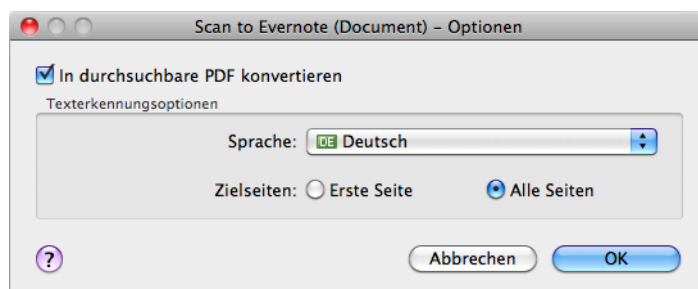 Scan to Evernote (Document) – Optionen
In durchsuchbare PDF konvertieren
Texterkennungsoptionen
Sprache: DE Deutsch
Zielseiten: Erste Seite Alle Seiten
? Abbrechen OK